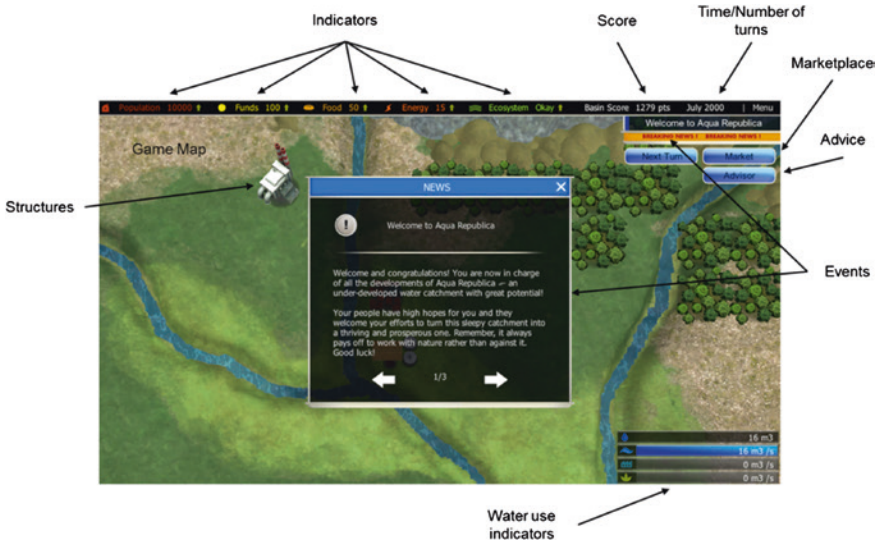 Indicators
Score
Time/Number of
turns
Marketplace
Population 10000
Funds 100
Food 50
Energy 15
Ecosystem Okay
Basin Score 1279 pts
July 2000
| Menu
Welcome to Aqua Republica
BREAKING NEWS ! BREAKING NEWS !
Game Map
Next Turn
Market
Advice
Advisor
Structures
NEWS
Welcome to Aqua Republica
Events
Welcome and congratulations! You are now in charge
of all the developments of Aqua Republica — an
under-developed water catchment with great potential!
Your people have high hopes for you and they
welcome your efforts to turn this sleepy catchment into
a thriving and prosperous one. Remember, it always
pays off to work with nature rather than against it.
Good luck!
1/3
16 m3
16 m3 /s
0 m3 /s
0 m3 /s
Water use
indicators